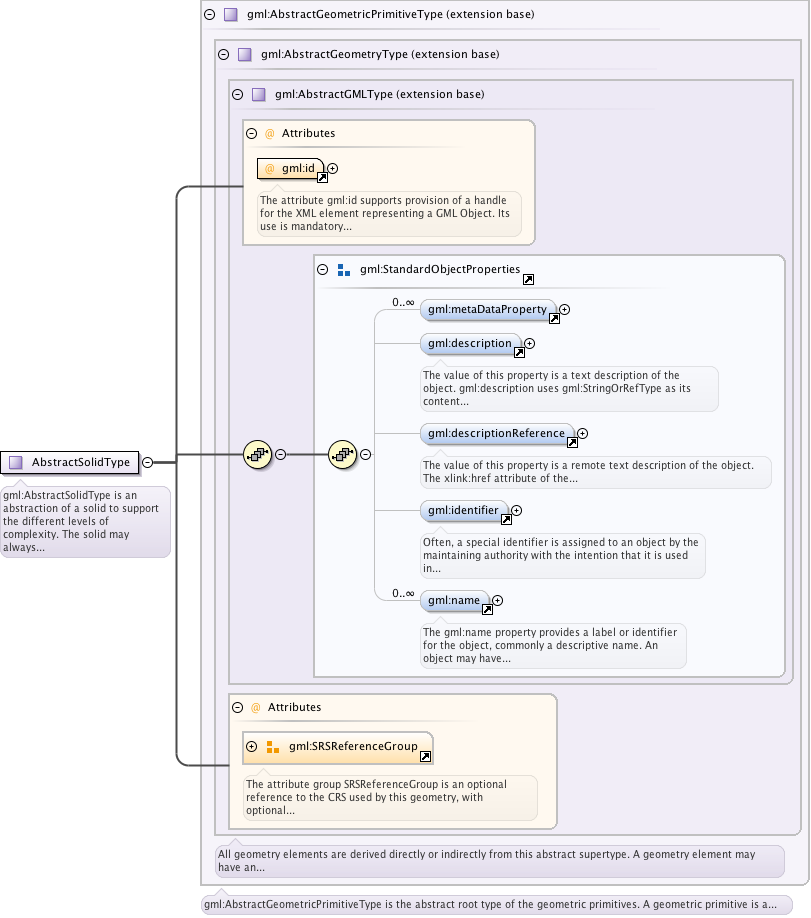 gml:AbstractGeometricPrimitiveType (extension base)
gml:AbstractGeometryType (extension base)
gml:AbstractGMLType (extension base)
@ Attributes
@ gml:id
The attribute gml:id supports provision of a handle
for the XML element representing a GML Object. Its
use is mandatory...
gml:StandardObjectProperties
0..∞
gml:metaDataProperty
gml:description
The value of this property is a text description of the
object. gml:description uses gml:StringOrRefType as its
content...
gml:descriptionReference
The value of this property is a remote text description of the object.
The xlink:href attribute of the...
gml:identifier
Often, a special identifier is assigned to an object by the
maintaining authority with the intention that it is used
in...
0..∞
gml:name
The gml:name property provides a label or identifier
for the object, commonly a descriptive name. An
object may have...
AbstractSolidType
gml:AbstractSolidType is an
abstraction of a solid to support
the different levels of
complexity. The solid may
always...
@ Attributes
gml:SRSReferenceGroup
The attribute group SRSReferenceGroup is an optional
reference to the CRS used by this geometry, with
optional...
All geometry elements are derived directly or indirectly from this abstract supertype. A geometry element may
have an...
gml:AbstractGeometricPrimitiveType is the abstract root type of the geometric primitives. A geometric primitive is a...